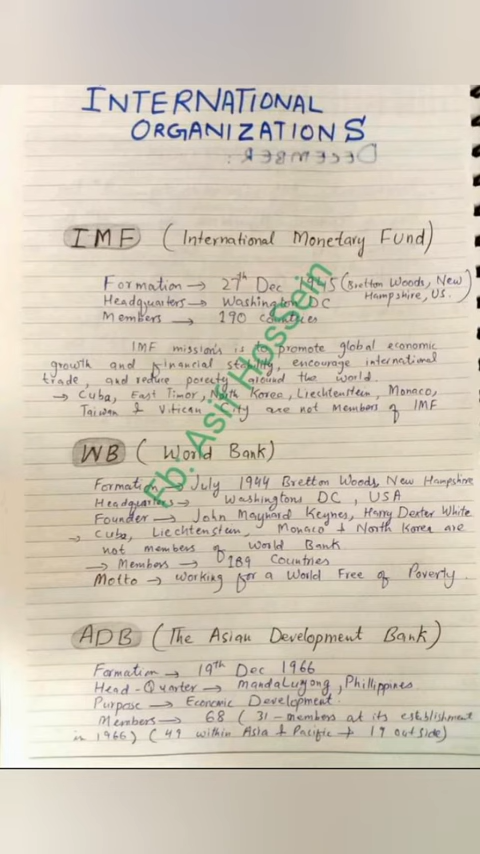 INTERNATIONAL
ORGANIZATIONS
DECEMBER:
IMF (International Monetary Fund)
Formation → 27th Dec 1945 (Bretton Woods, New
Hampshire, US.)
Headquarters → Washington DC
Members → 190 countries
IMF mission's is to promote global economic
growth and financial stability, encourage international
trade, and reduce poverty around the world.
→ Cuba, East Timor, North Korea, Liechtenstein, Monaco,
Taiwan & Vitican City are not Members of IMF
WB (World Bank)
Formation → July 1944 Bretton Woods, New Hampshire
Headquarters → Washingtons DC, USA
Founder → John Maynard Keynes, Harry Dexter White
→ Cuba, Liechtenstein, Monaco & North Korea are
not members of World Bank
→ Members → 189 Countries
Motto → Working for a World Free of Poverty.
ADB (The Asian Development Bank)
Formation → 19th Dec 1966
Head-Quarter → Mandaluyong, Phillippines
Purpose → Economic Development.
Members → 68 (31-members at its establishment
in 1966) (49 within Asia & Pacific + 19 outside)
Fb. Asif Hossein